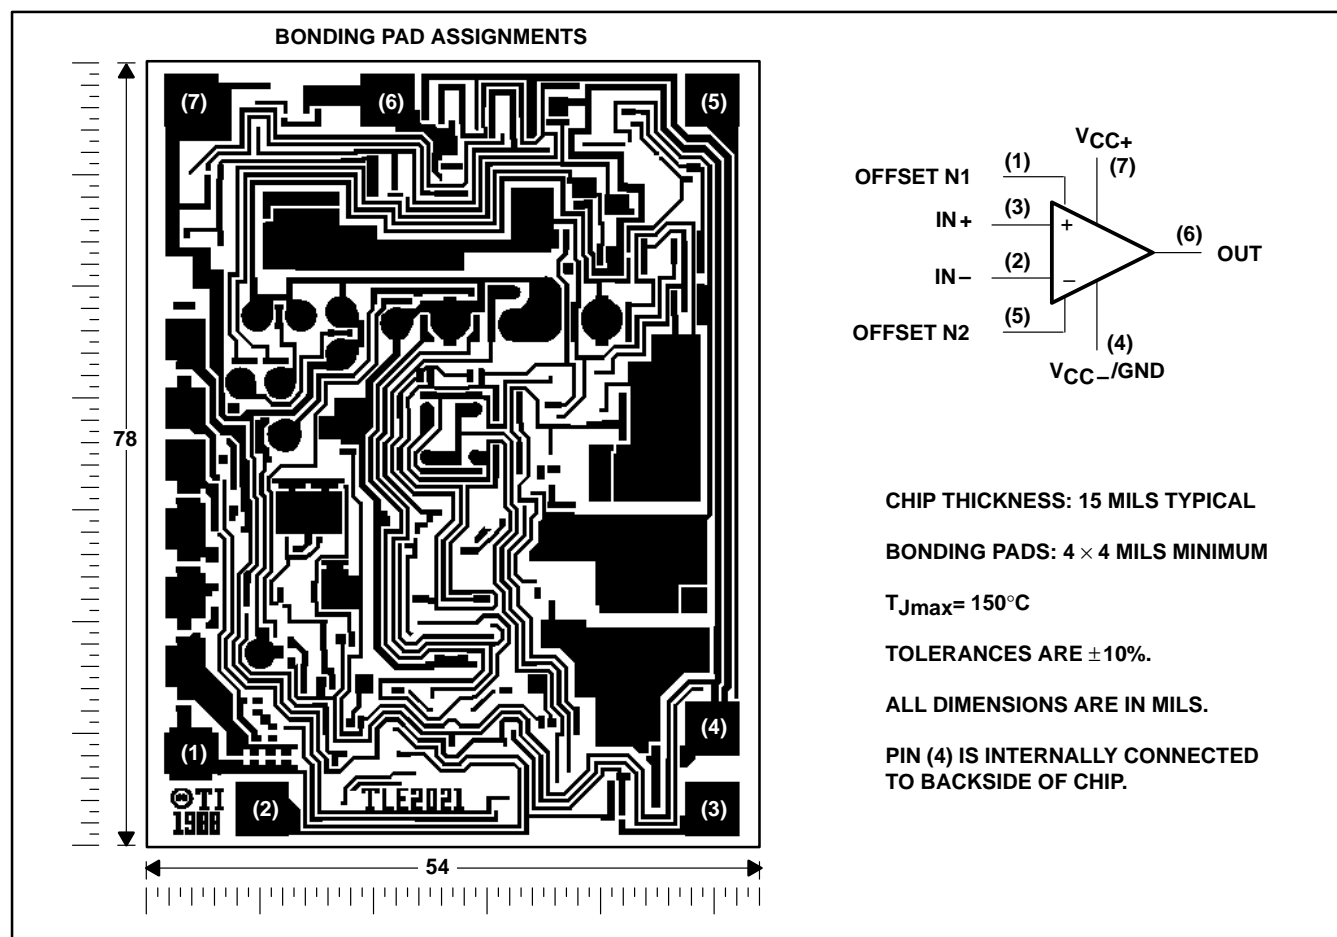 BONDING PAD ASSIGNMENTS
(7)
(6)
(5)
78
(1)
(4)
(2)
(3)
©TI
1988
TLE2021
54
VCC+
(7)
OFFSET N1
(1)
IN+
(3)
+
(6)
OUT
IN−
(2)
−
OFFSET N2
(5)
(4)
VCC−/GND
CHIP THICKNESS: 15 MILS TYPICAL
BONDING PADS: 4 × 4 MILS MINIMUM
TJmax= 150°C
TOLERANCES ARE ±10%.
ALL DIMENSIONS ARE IN MILS.
PIN (4) IS INTERNALLY CONNECTED
TO BACKSIDE OF CHIP.